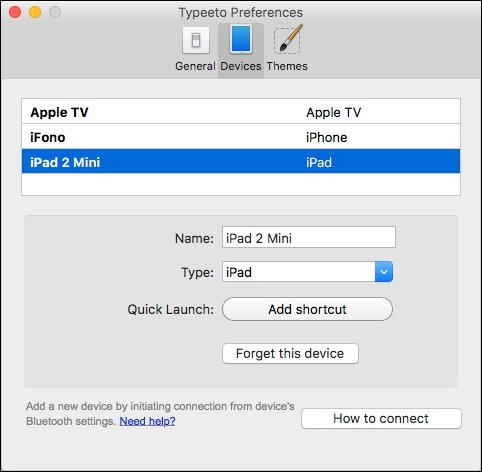 Typeeto Preferences
General Devices Themes
Apple TV Apple TV
iFono iPhone
iPad 2 Mini iPad
Name: iPad 2 Mini
Type: iPad
Quick Launch: Add shortcut
Forget this device
Add a new device by initiating connection from device's
Bluetooth settings. Need help?
How to connect